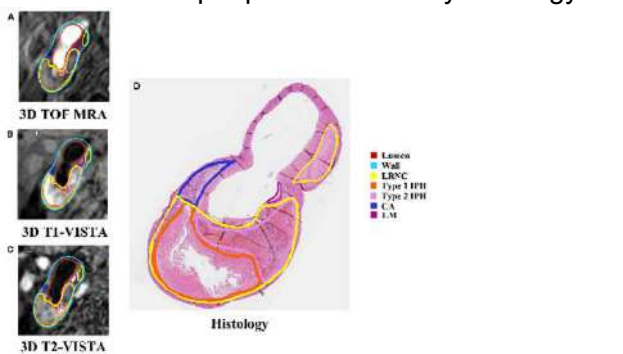 A
3D TOF MRA
B
3D T1-VISTA
C
3D T2-VISTA
D
Histology
Lumen
Wall
LRNC
Type 1 IPH
Type 2 IPH
CA
LM